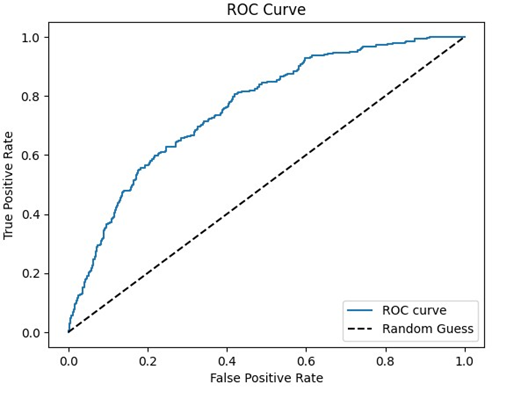 ROC Curve
True Positive Rate
1.0
0.8
0.6
0.4
0.2
0.0
0.0 0.2 0.4 0.6 0.8 1.0
False Positive Rate
ROC curve
Random Guess